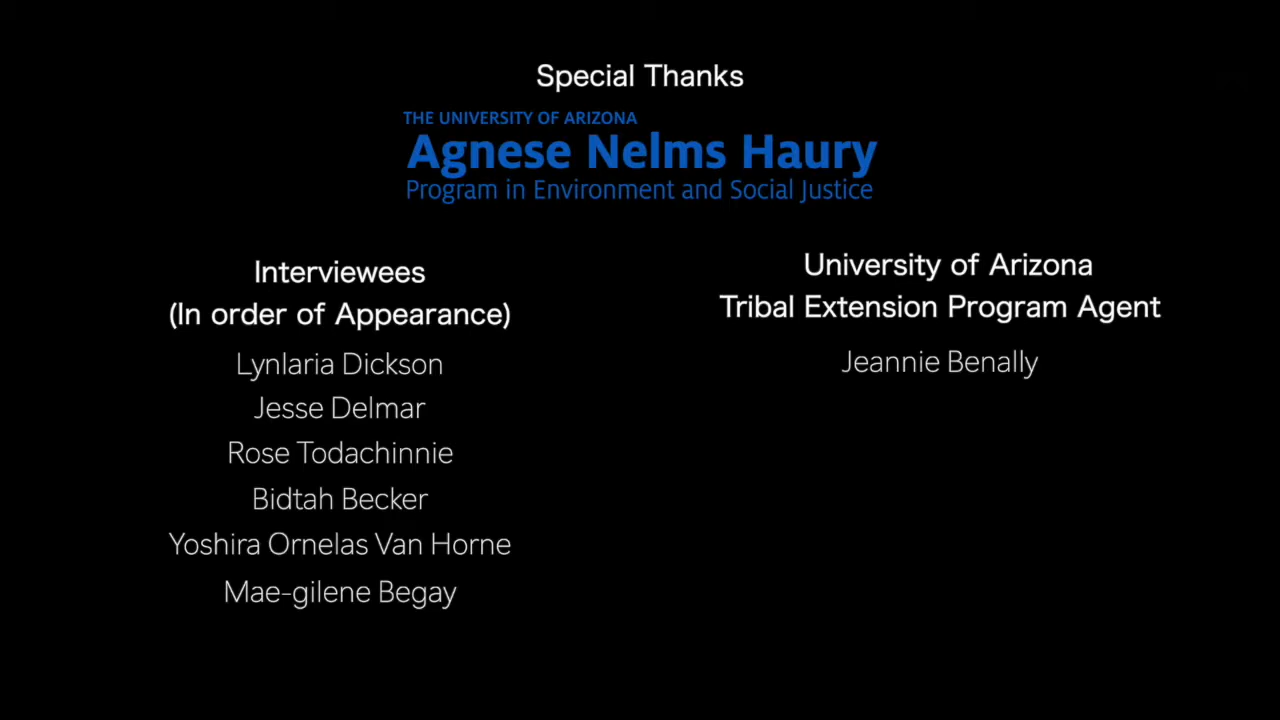 Special Thanks
THE UNIVERSITY OF ARIZONA
Agnese Nelms Haury
Program in Environment and Social Justice
Interviewees
(In order of Appearance)
Lynlaria Dickson
Jesse Delmar
Rose Todachinnie
Bidtah Becker
Yoshira Ornelas Van Horne
Mae-gilene Begay
University of Arizona
Tribal Extension Program Agent
Jeannie Benally